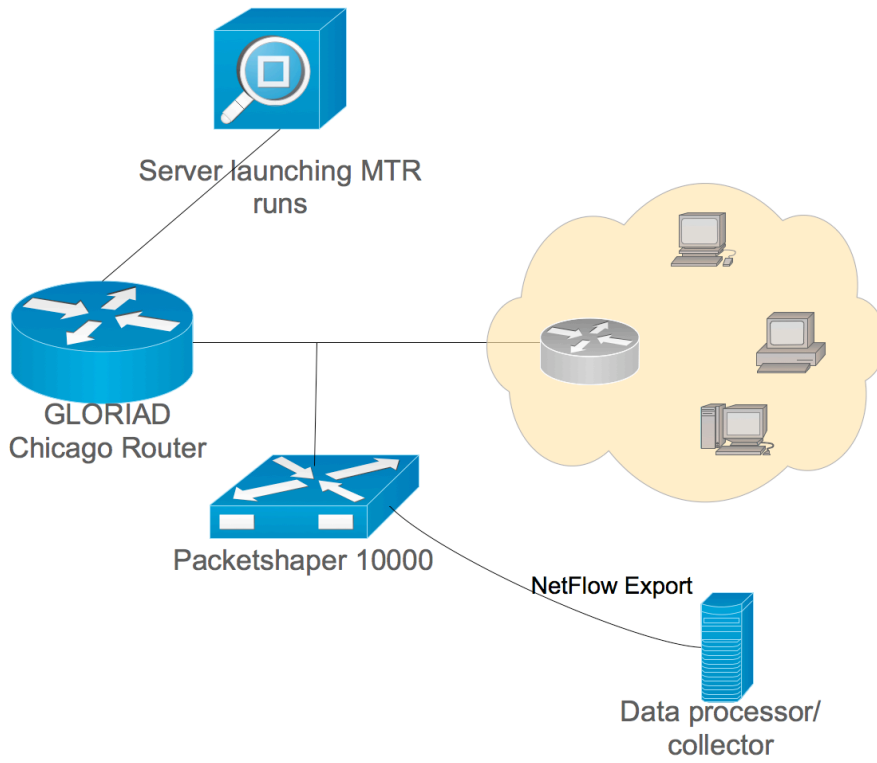 Server launching MTR
runs
GLORIAD
Chicago Router
Packetshaper 10000
NetFlow Export
Data processor/
collector